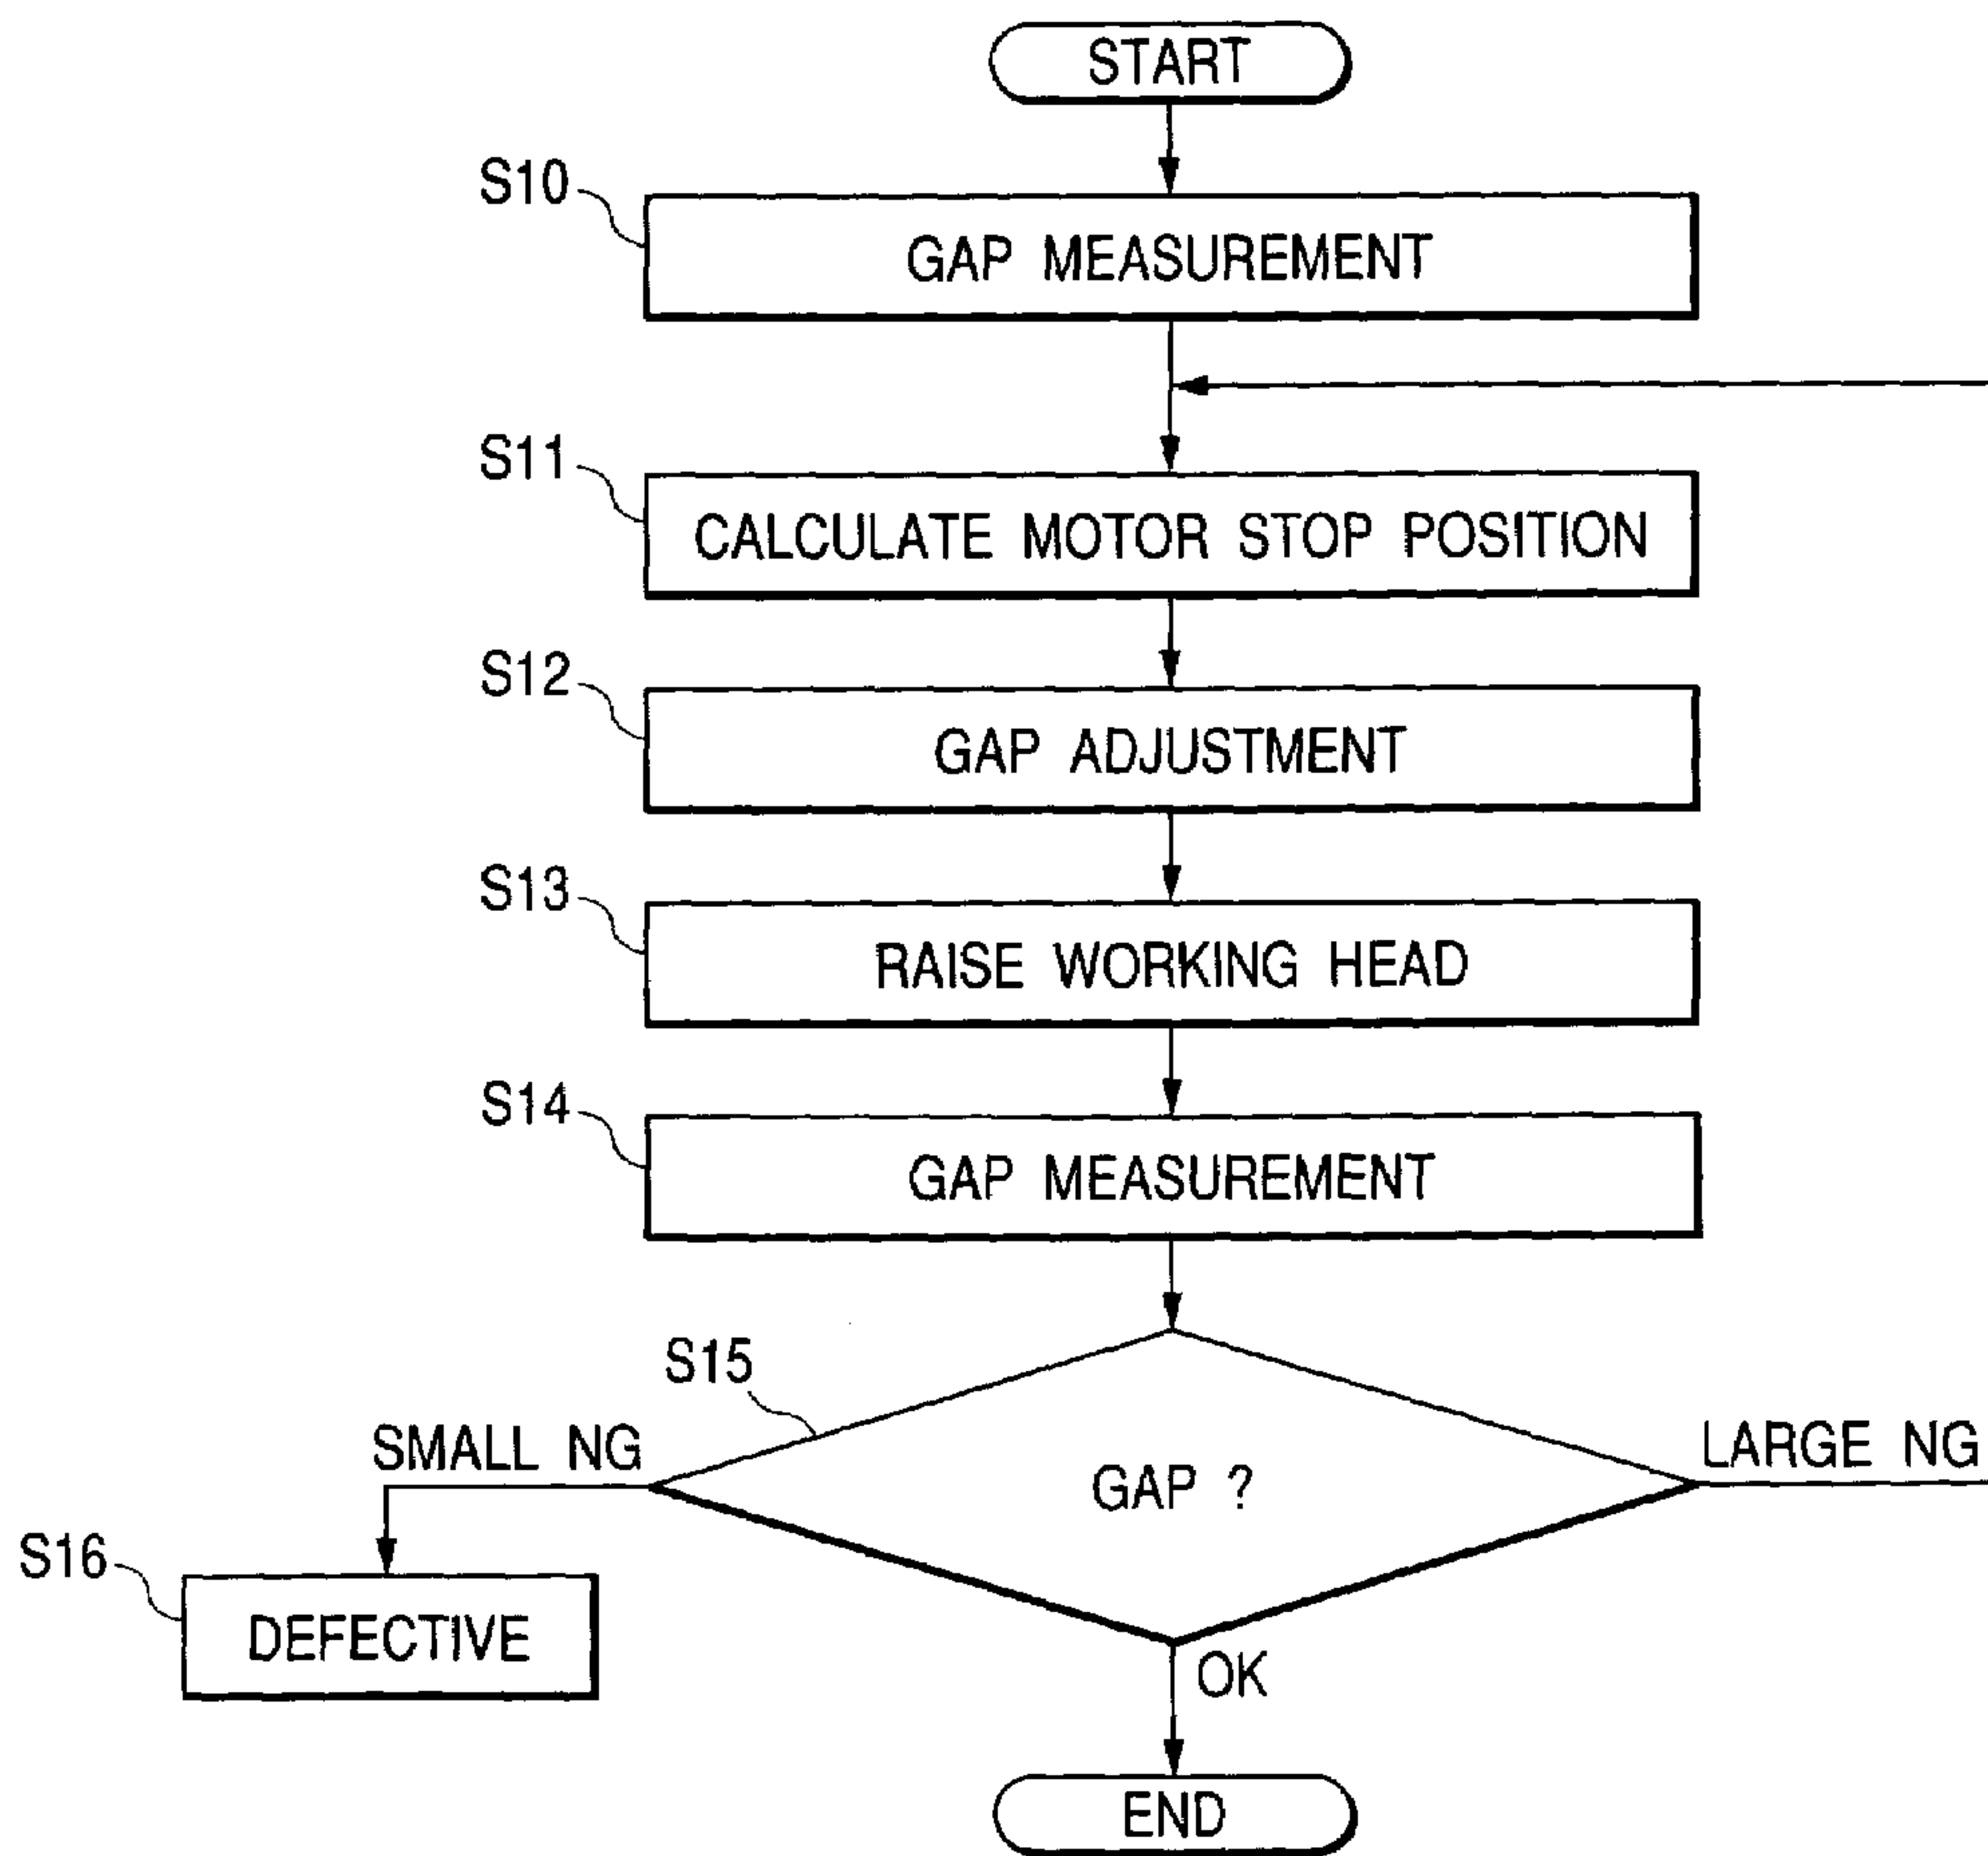 START
S10
GAP MEASUREMENT
S11
CALCULATE MOTOR STOP POSITION
S12
GAP ADJUSTMENT
S13
RAISE WORKING HEAD
S14
GAP MEASUREMENT
S15
SMALL NG
GAP ?
LARGE NG
S16
DEFECTIVE
OK
END